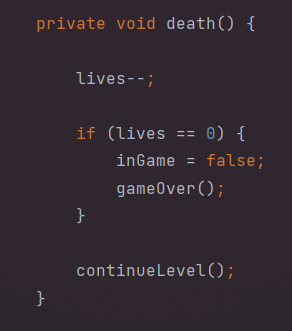 private void death() {
lives--;
if (lives == 0) {
inGame = false;
gameOver();
}
continueLevel();
}